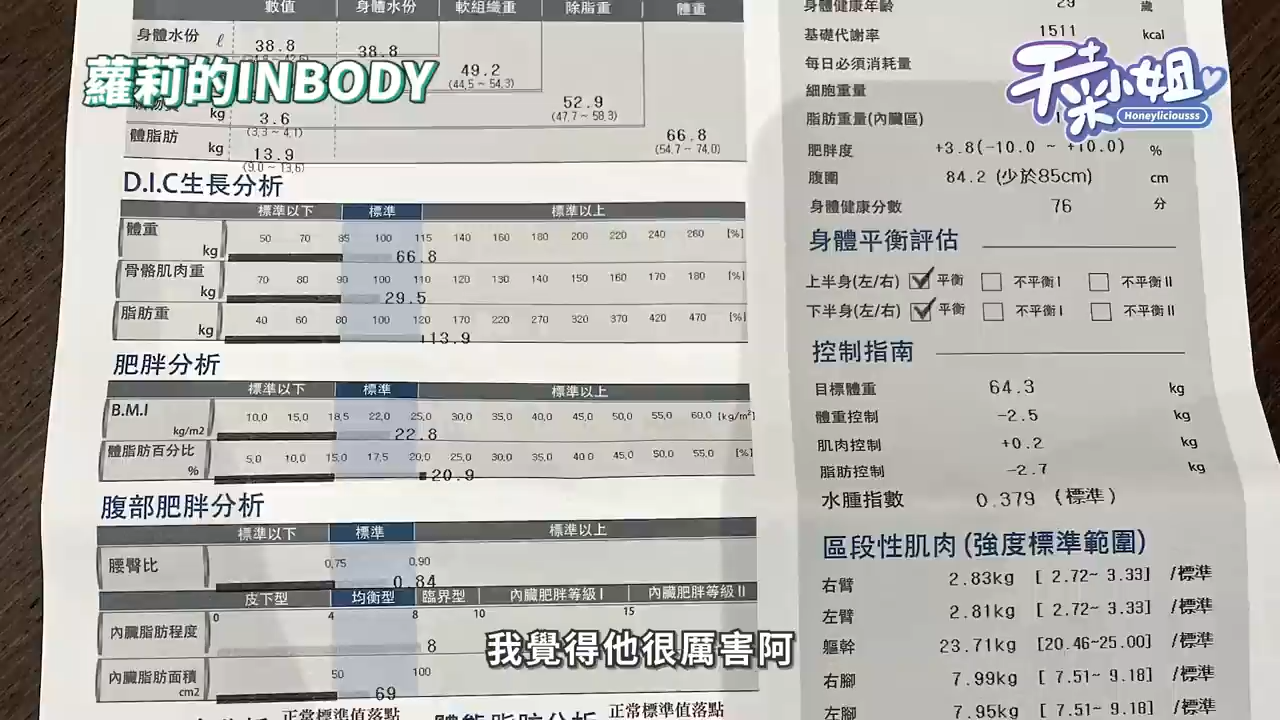 蘿莉的INBODY
干荣小姐
Honeyliciousss
數值 身體水份 軟組織重 除脂重 體重
身體水份 ℓ 38.8 38.8
49.2 (44.5 ~ 54.3)
52.9 (47.7 ~ 58.3)
kg 3.6 (3.3 ~ 4.1)
體脂肪 kg 13.9 (9.0 ~ 13.6)
66.8 (54.7 ~ 74.0)
D.I.C生長分析
標準以下 標準 標準以上
體重 kg 50 70 85 100 115 140 160 180 200 220 240 260 [%]
66.8
骨骼肌肉重 kg 70 80 90 100 110 120 130 140 150 160 170 180 [%]
29.5
脂肪重 kg 40 60 80 100 120 170 220 270 320 370 420 470 [%]
13.9
肥胖分析
標準以下 標準 標準以上
B.M.I kg/m2 10.0 15.0 18.5 22.0 25.0 30.0 35.0 40.0 45.0 50.0 55.0 60.0 [kg/m²]
22.8
體脂肪百分比 % 5.0 10.0 15.0 17.5 20.0 25.0 30.0 35.0 40.0 45.0 50.0 55.0 [%]
20.9
腹部肥胖分析
標準以下 標準 標準以上
腰臀比 0.75 0.90
0.84
皮下型 均衡型 臨界型 內臟肥胖等級I 內臟肥胖等級II
內臟脂肪程度 0 4 8 10 15
8
內臟脂肪面積 cm2 50 100
69
正常標準值落點 正常標準值落點
身體健康年齡 29 歲
基礎代謝率 1511 kcal
每日必須消耗量
細胞重量
脂肪重量(內臟區)
肥胖度 +3.8(-10.0 ~ +10.0) %
腹圍 84.2 (少於85cm) cm
身體健康分數 76 分
身體平衡評估
上半身(左/右) 平衡 不平衡I 不平衡II
下半身(左/右) 平衡 不平衡I 不平衡II
控制指南
目標體重 64.3 kg
體重控制 -2.5 kg
肌肉控制 +0.2 kg
脂肪控制 -2.7 kg
水腫指數 0.379 (標準)
區段性肌肉(強度標準範圍)
右臂 2.83kg [ 2.72~ 3.33] /標準
左臂 2.81kg [ 2.72~ 3.33] /標準
軀幹 23.71kg [20.46~25.00] /標準
右腳 7.99kg [ 7.51~ 9.18] /標準
左腳 7.95kg [ 7.51~ 9.18] /標準
我覺得他很厲害阿